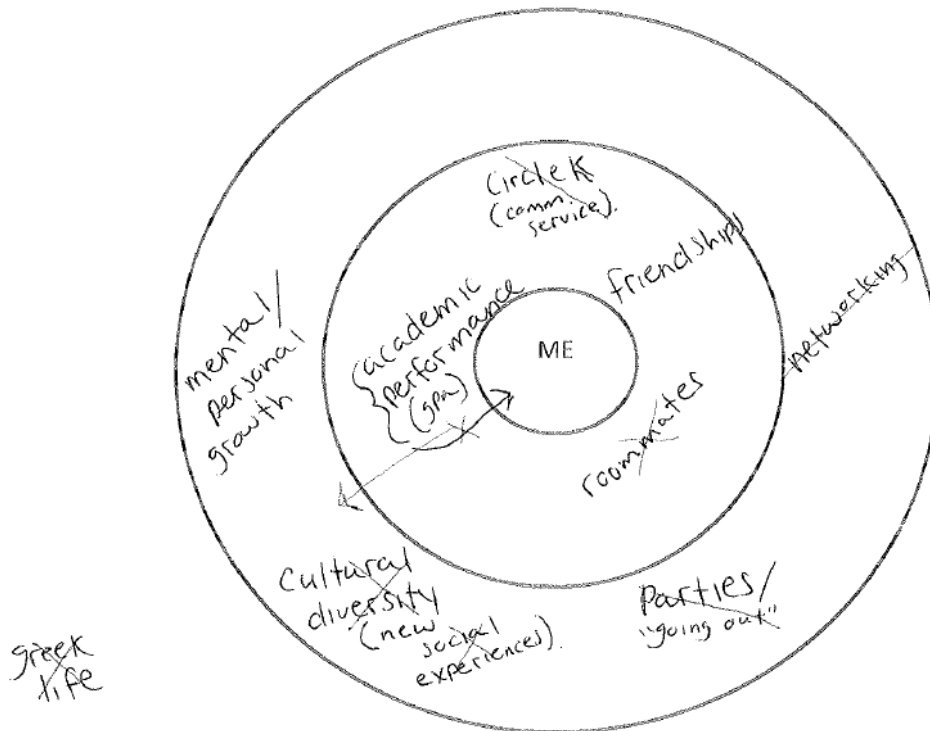 Circle K
(comm.
service).
friendships
academic
performance
(gpa)
ME
networking
mental/
personal
growth
roommates
Cultural
diversity
(new
social
experiences).
Parties/
"going out"
greek
life